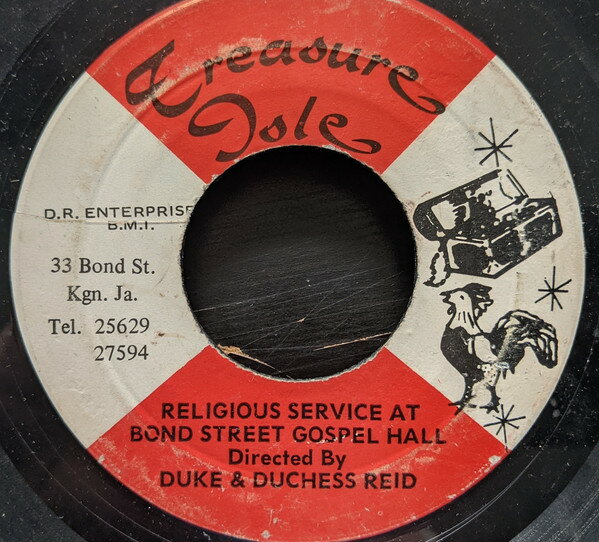 Treasure
Isle
D.R. ENTERPRISE
B.M.I.
33 Bond St.
Kgn. Ja.
Tel. 25629
27594
RELIGIOUS SERVICE AT
BOND STREET GOSPEL HALL
Directed By
DUKE & DUCHESS REID